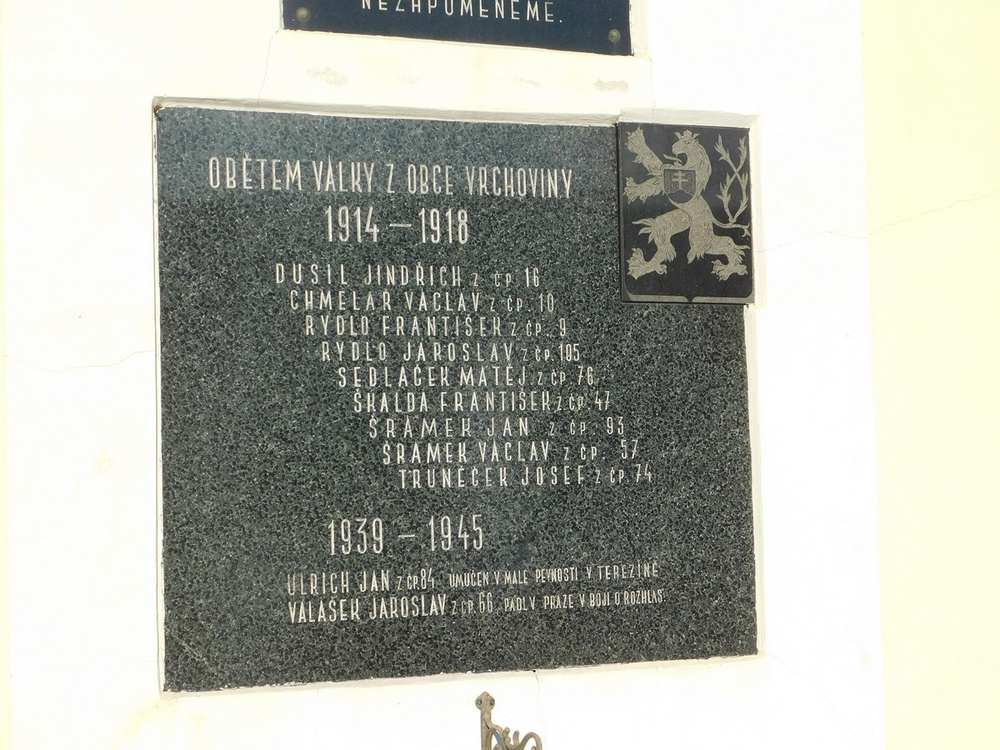 NEZAPOMENEME.
OBĚTEM VÁLKY Z OBCE VRCHOVINY
1914 – 1918
DUSIL JINDŘICH Z ČP. 16
CHMELAŘ VÁCLAV Z ČP. 10
RYDLO FRANTIŠEK Z ČP. 9
RYDLO JAROSLAV Z ČP. 105
SEDLÁČEK MATĚJ Z ČP. 76
ŠKALDA FRANTIŠEK Z ČP. 47
ŠRÁMEK JAN Z ČP. 93
ŠRÁMEK VÁCLAV Z ČP. 57
TRUNEČEK JOSEF Z ČP. 74
1939 – 1945
ULRICH JAN Z ČP. 84 UMUČEN V MALÉ PEVNOSTI V TEREZÍNĚ
VALÁŠEK JAROSLAV Z ČP. 66 PADL V PRAZE V BOJI O ROZHLAS